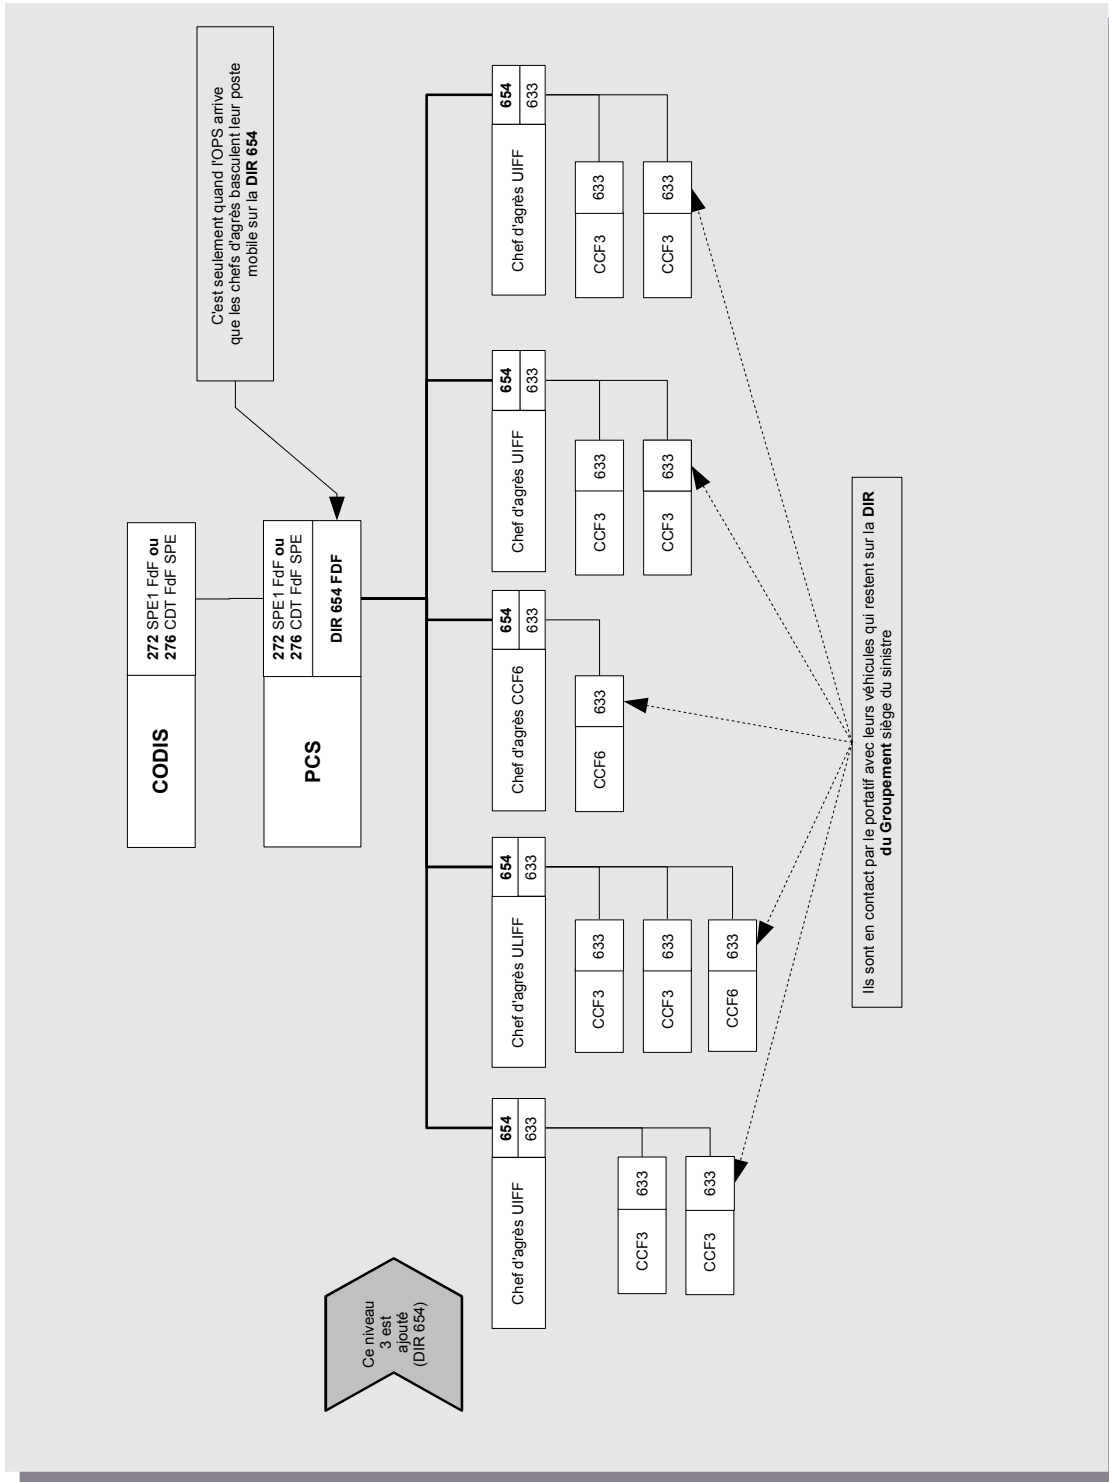 CODIS
272 SPE1 FdF ou
276 CDT FdF SPE
C'est seulement quand l'OPS arrive
que les chefs d'agrès basculent leur poste
mobile sur la DIR 654
PCS
272 SPE1 FdF ou
276 CDT FdF SPE
DIR 654 FDF
Ce niveau
3 est
ajouté
(DIR 654)
Chef d'agrès UIFF
654
633
CCF3
633
CCF3
633
Chef d'agrès ULIFF
654
633
CCF3
633
CCF3
633
CCF6
633
Chef d'agrès CCF6
654
633
CCF6
633
Chef d'agrès UIFF
654
633
CCF3
633
CCF3
633
Chef d'agrès UIFF
654
633
CCF3
633
CCF3
633
Ils sont en contact par le portatif avec leurs véhicules qui restent sur la DIR
du Groupement siège du sinistre